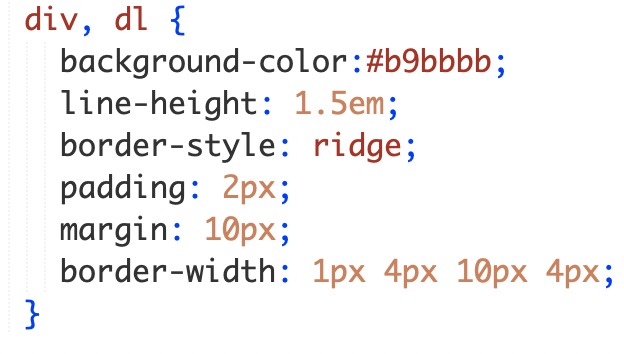 div, dl {
background-color:#b9bbbb;
line-height: 1.5em;
border-style: ridge;
padding: 2px;
margin: 10px;
border-width: 1px 4px 10px 4px;
}